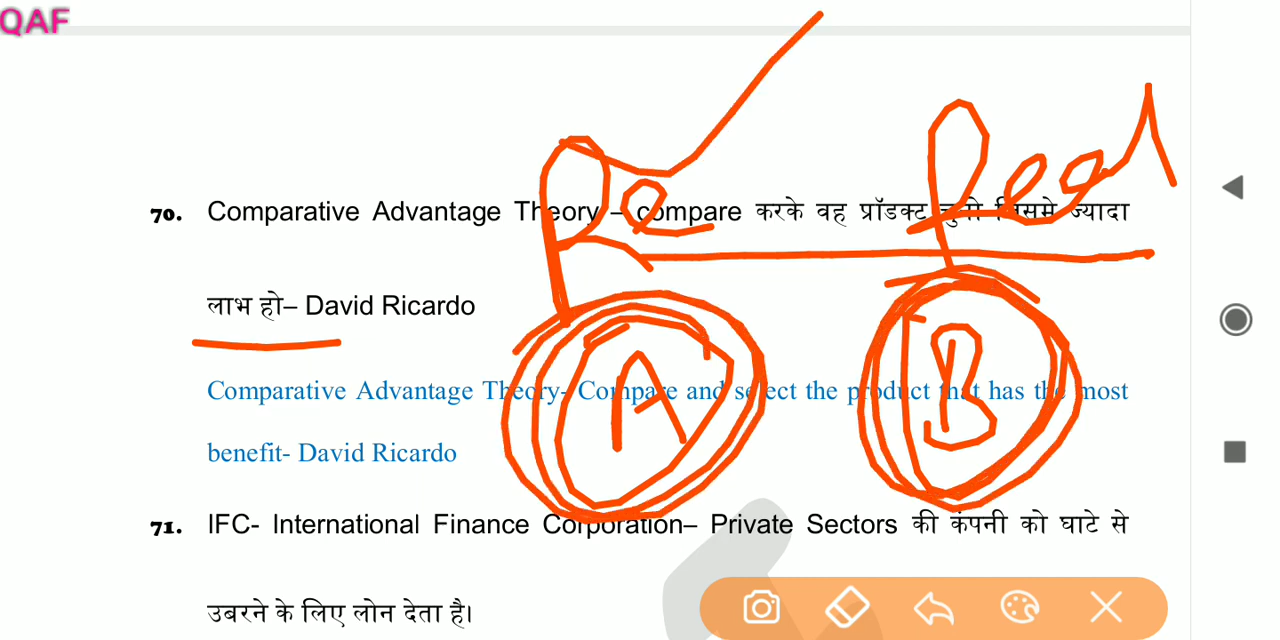 QAF
70. Comparative Advantage Theory – compare करके वह प्रॉडक्ट चुनो जिसमे ज्यादा
लाभ हो– David Ricardo
Comparative Advantage Theory- Compare and select the product that has the most
benefit- David Ricardo
A
B
71. IFC- International Finance Corporation– Private Sectors की कंपनी को घाटे से
उबरने के लिए लोन देता है।